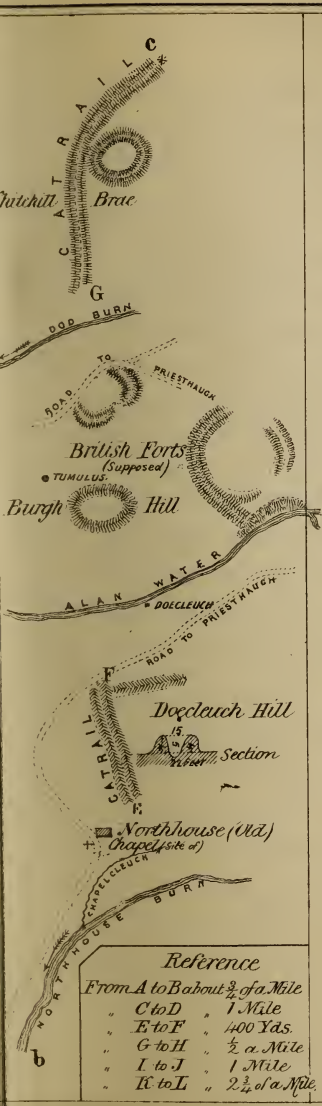 C
CATRAIL
Brae
G
DOD BURN
ROAD TO PRIESTHAUGH
British Forts
(Supposed)
TUMULUS.
Burgh Hill
ALAN WATER
DOECLEUCH
ROAD TO PRIESTHAUGH
F
Doecleuch Hill
15
CATRAIL
Section
E
Northhouse (Old)
Chapel (Site of)
CHAPELCLEUCH
NORTHHOUSE BURN
b
Reference
From A to B about 3/4 of a Mile
" C to D " 1 Mile
" E to F " 400 Yds.
" G to H " 1/2 a Mile
" I to J " 1 Mile
" K to L " 2 3/4 of a Mile.